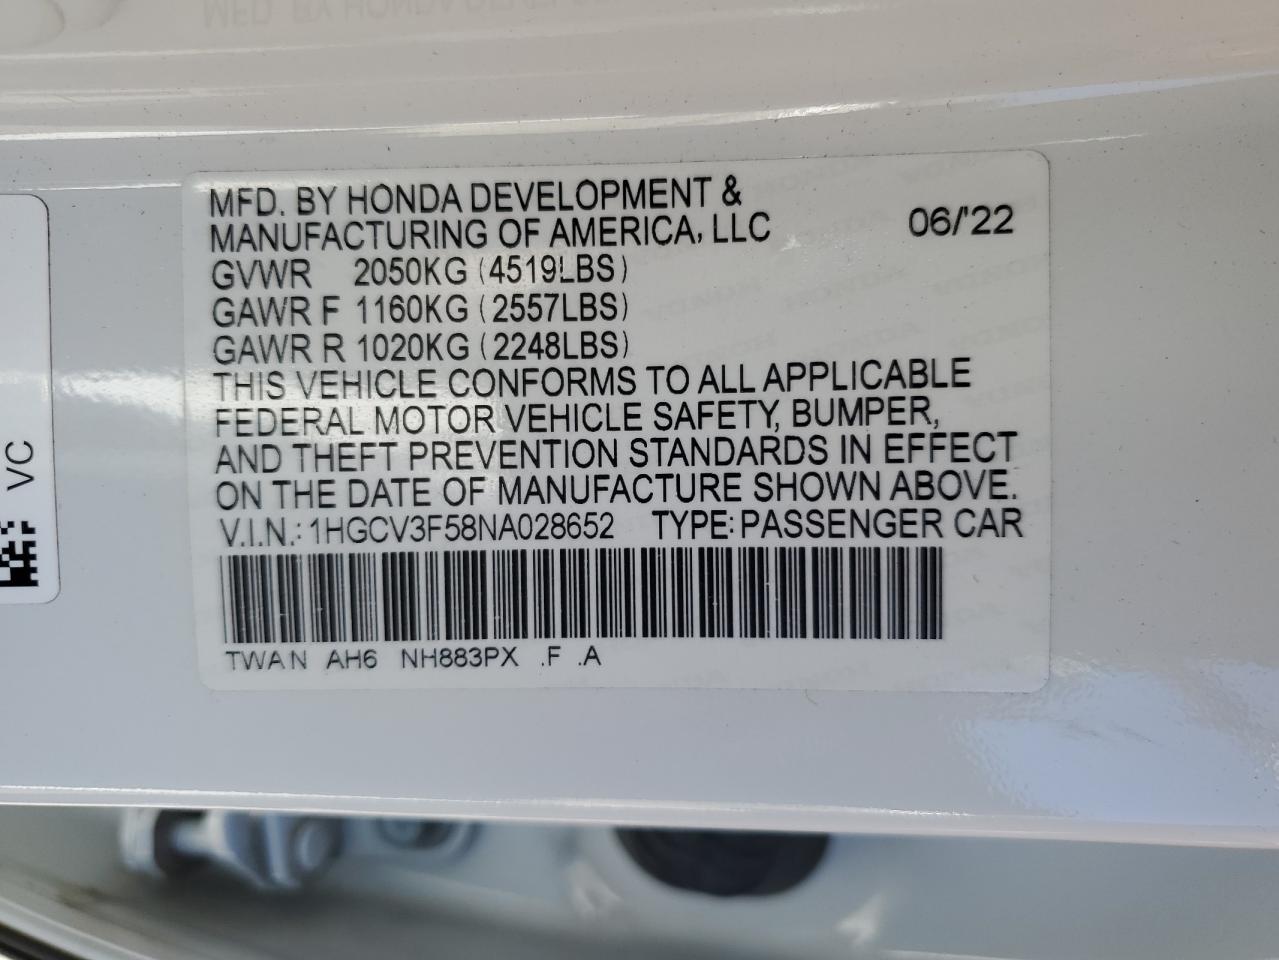 MFD. BY HONDA DEVELOPMENT &
MANUFACTURING OF AMERICA, LLC 06/'22
GVWR 2050KG (4519LBS)
GAWR F 1160KG (2557LBS)
GAWR R 1020KG (2248LBS)
THIS VEHICLE CONFORMS TO ALL APPLICABLE
FEDERAL MOTOR VEHICLE SAFETY, BUMPER,
AND THEFT PREVENTION STANDARDS IN EFFECT
ON THE DATE OF MANUFACTURE SHOWN ABOVE.
V.I.N.: 1HGCV3F58NA028652 TYPE: PASSENGER CAR
TWAN AH6 NH883PX .F .A
VC